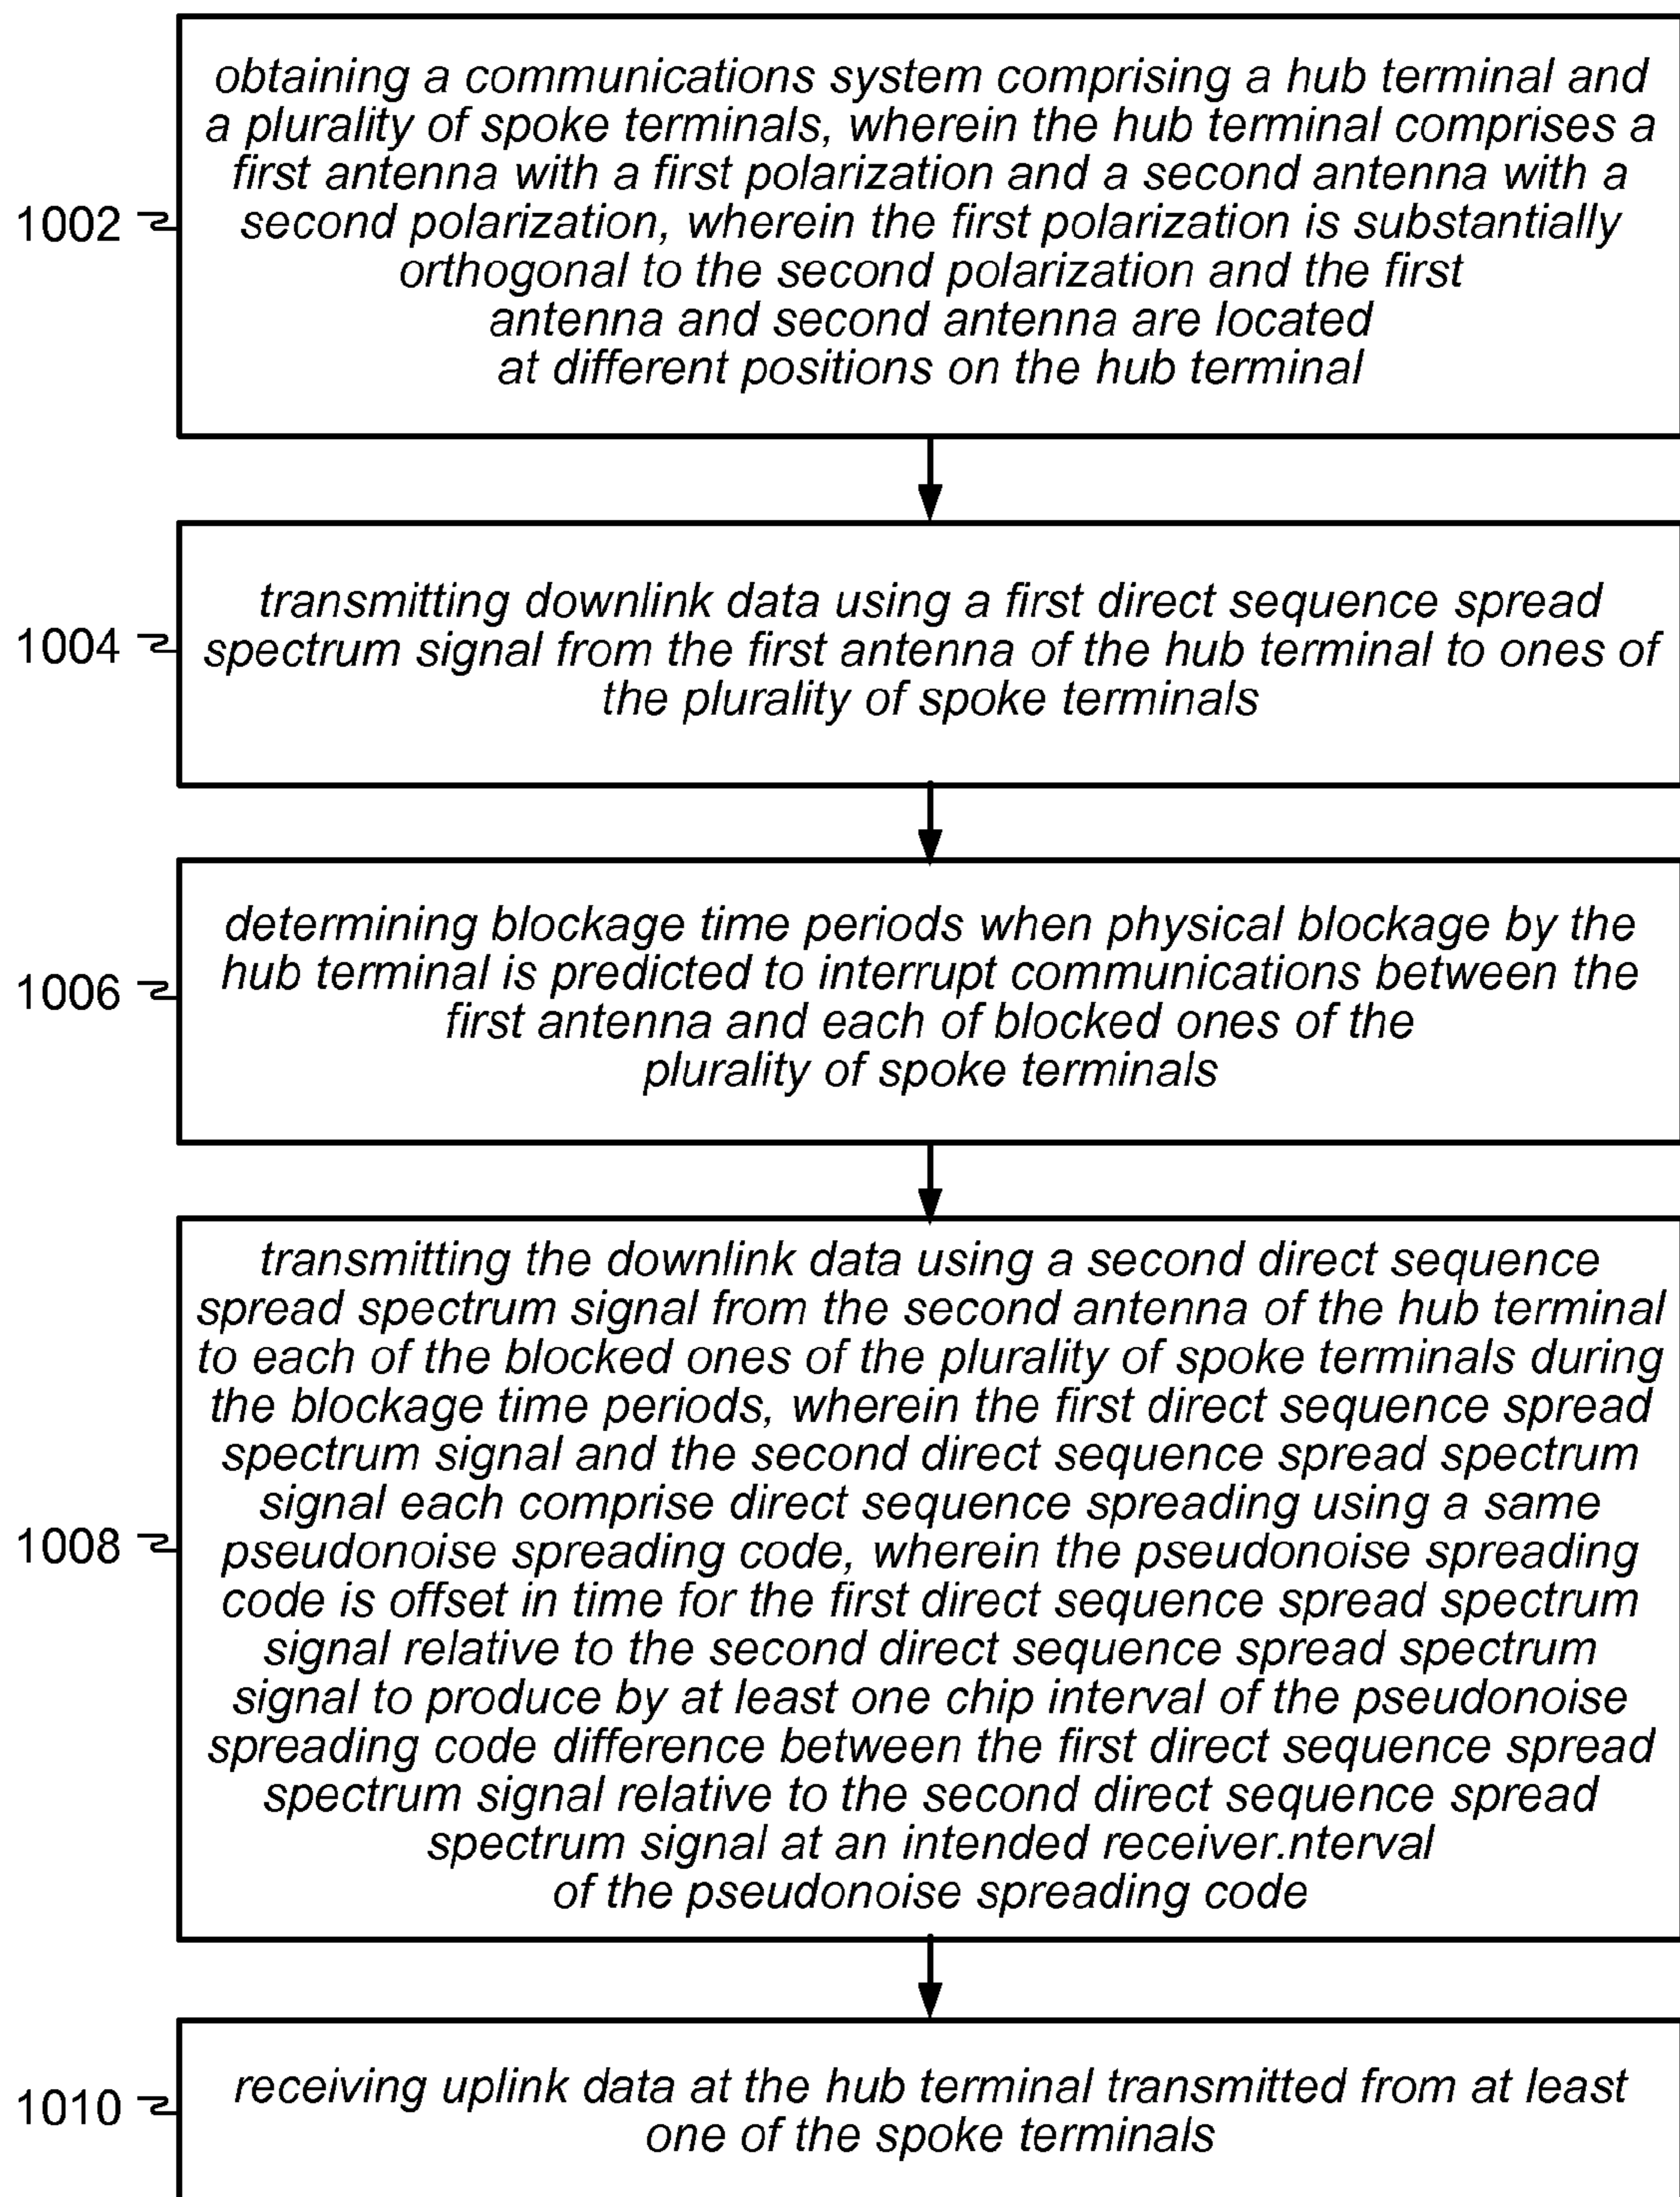 obtaining a communications system comprising a hub terminal and
a plurality of spoke terminals, wherein the hub terminal comprises a
first antenna with a first polarization and a second antenna with a
1002
second polarization, wherein the first polarization is substantially
orthogonal to the second polarization and the first
antenna and second antenna are located
at different positions on the hub terminal
transmitting downlink data using a first direct sequence spread
1004
spectrum signal from the first antenna of the hub terminal to ones of
the plurality of spoke terminals
determining blockage time periods when physical blockage by the
hub terminal is predicted to interrupt communications between the
1006
first antenna and each of blocked ones of the
plurality of spoke terminals
transmitting the downlink data using a second direct sequence
spread spectrum signal from the second antenna of the hub terminal
to each of the blocked ones of the plurality of spoke terminals during
the blockage time periods, wherein the first direct sequence spread
spectrum signal and the second direct sequence spread spectrum
signal each comprise direct sequence spreading using a same
1008
pseudonoise spreading code, wherein the pseudonoise spreading
code is offset in time for the first direct sequence spread spectrum
signal relative to the second direct sequence spread spectrum
signal to produce by at least one chip interval of the pseudonoise
spreading code difference between the first direct sequence spread
spectrum signal relative to the second direct sequence spread
spectrum signal at an intended receiver.nterval
of the pseudonoise spreading code
1010
receiving uplink data at the hub terminal transmitted from at least
one of the spoke terminals